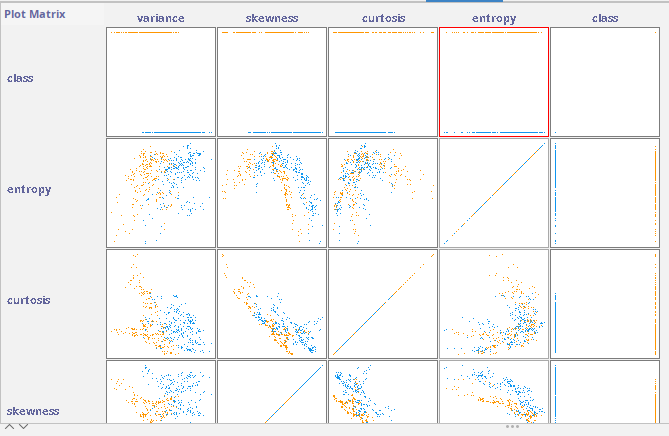 Plot Matrix
variance skewness curtosis entropy class
class
entropy
curtosis
skewness